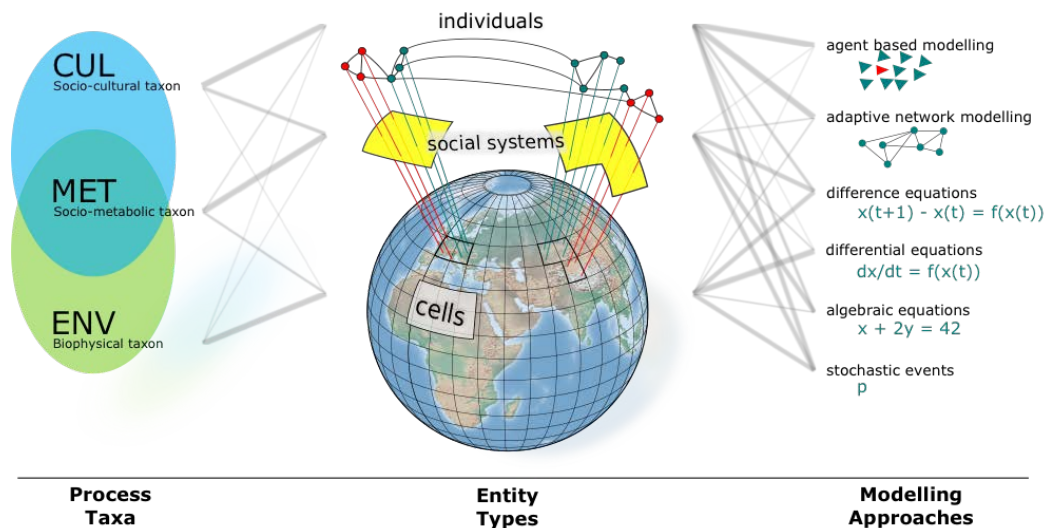 CUL
Socio-cultural taxon
MET
Socio-metabolic taxon
ENV
Biophysical taxon
individuals
social systems
cells
agent based modelling
adaptive network modelling
difference equations
x(t+1) - x(t) = f(x(t))
differential equations
dx/dt = f(x(t))
algebraic equations
x + 2y = 42
stochastic events
p
Process
Taxa
Entity
Types
Modelling
Approaches